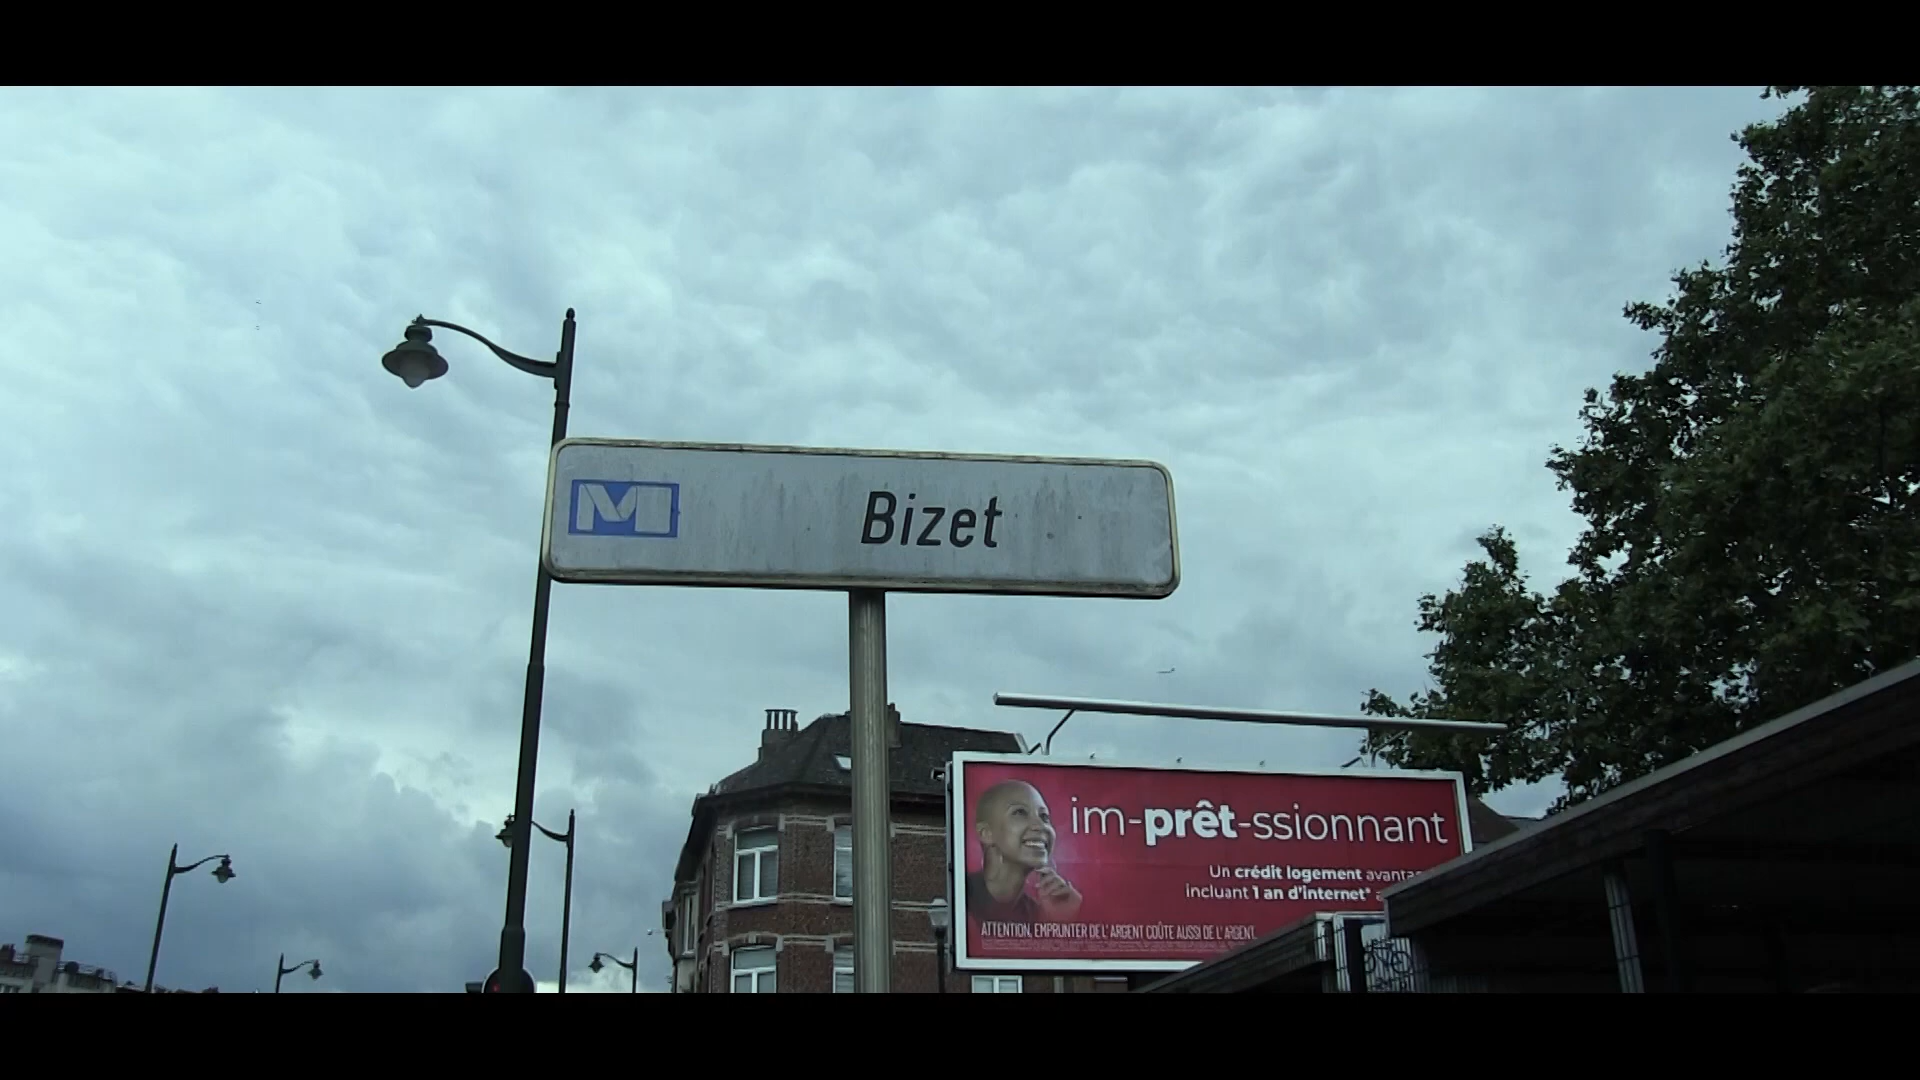 M
Bizet
im-prêt-ssionnant
Un crédit logement
incluant 1 an d'internet*
ATTENTION, EMPRUNTER DE L'ARGENT COÛTE AUSSI DE L'ARGENT.